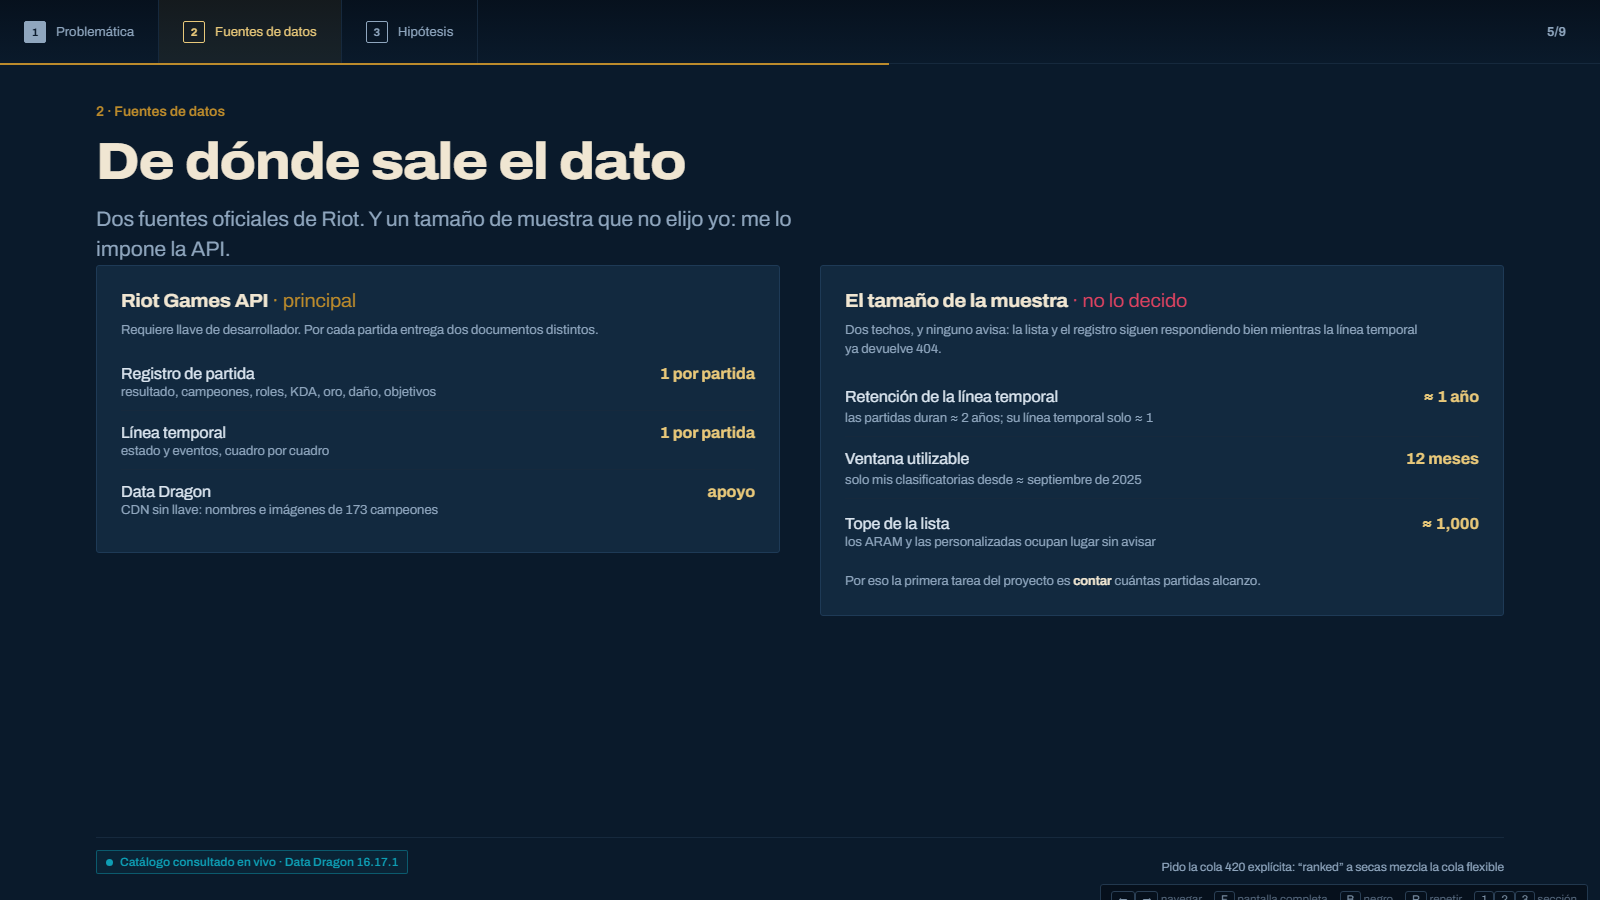 1 Problemática
2 Fuentes de datos
3 Hipótesis
5/9
2 · Fuentes de datos
De dónde sale el dato
Dos fuentes oficiales de Riot. Y un tamaño de muestra que no elijo yo: me lo
impone la API.
Riot Games API · principal
Requiere llave de desarrollador. Por cada partida entrega dos documentos distintos.
Registro de partida 1 por partida
resultado, campeones, roles, KDA, oro, daño, objetivos
Línea temporal 1 por partida
estado y eventos, cuadro por cuadro
Data Dragon apoyo
CDN sin llave: nombres e imágenes de 173 campeones
El tamaño de la muestra · no lo decido
Dos techos, y ninguno avisa: la lista y el registro siguen respondiendo bien mientras la línea temporal
ya devuelve 404.
Retención de la línea temporal ≈ 1 año
las partidas duran ≈ 2 años; su línea temporal solo ≈ 1
Ventana utilizable 12 meses
solo mis clasificatorias desde ≈ septiembre de 2025
Tope de la lista ≈ 1,000
los ARAM y las personalizadas ocupan lugar sin avisar
Por eso la primera tarea del proyecto es contar cuántas partidas alcanzo.
Catálogo consultado en vivo · Data Dragon 16.17.1
Pido la cola 420 explícita: “ranked” a secas mezcla la cola flexible
← → navegar F pantalla completa B negro R repetir 1 2 3 sección